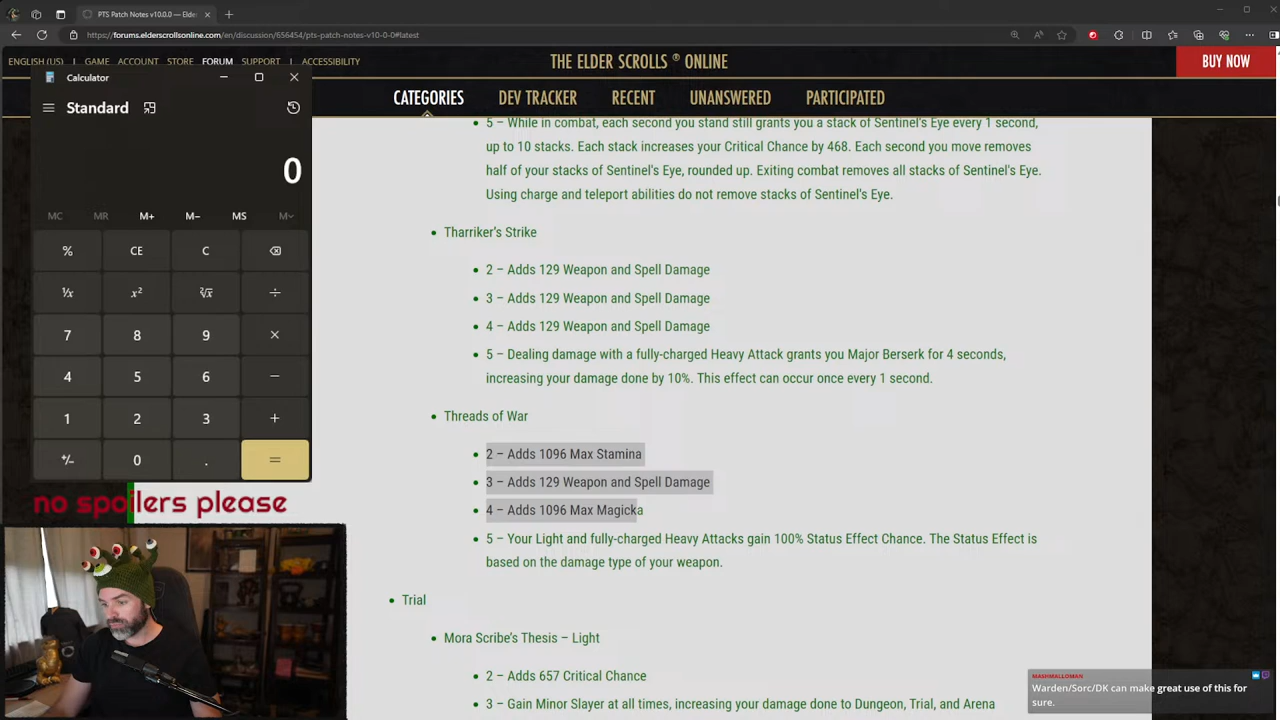 PTS Patch Notes v10.0.0 — Elder
https://forums.elderscrollsonline.com/en/discussion/656454/pts-patch-notes-v10-0-0#latest
ENGLISH (US) | GAME ACCOUNT STORE FORUM SUPPORT | ACCESSIBILITY
THE ELDER SCROLLS ® ONLINE
BUY NOW
CATEGORIES DEV TRACKER RECENT UNANSWERED PARTICIPATED
Calculator
Standard
0
MC MR M+ M− MS M˅
% CE C ⌫
¹/x x² ²√x ÷
7 8 9 ×
4 5 6 −
1 2 3 +
+/− 0 . =
no spoilers please
5 – While in combat, each second you stand still grants you a stack of Sentinel's Eye every 1 second,
up to 10 stacks. Each stack increases your Critical Chance by 468. Each second you move removes
half of your stacks of Sentinel's Eye, rounded up. Exiting combat removes all stacks of Sentinel's Eye.
Using charge and teleport abilities do not remove stacks of Sentinel's Eye.
Tharriker's Strike
2 – Adds 129 Weapon and Spell Damage
3 – Adds 129 Weapon and Spell Damage
4 – Adds 129 Weapon and Spell Damage
5 – Dealing damage with a fully-charged Heavy Attack grants you Major Berserk for 4 seconds,
increasing your damage done by 10%. This effect can occur once every 1 second.
Threads of War
2 – Adds 1096 Max Stamina
3 – Adds 129 Weapon and Spell Damage
4 – Adds 1096 Max Magicka
5 – Your Light and fully-charged Heavy Attacks gain 100% Status Effect Chance. The Status Effect is
based on the damage type of your weapon.
Trial
Mora Scribe's Thesis – Light
2 – Adds 657 Critical Chance
3 – Gain Minor Slayer at all times, increasing your damage done to Dungeon, Trial, and Arena
MASHMALLOMAN
Warden/Sorc/DK can make great use of this for
sure.